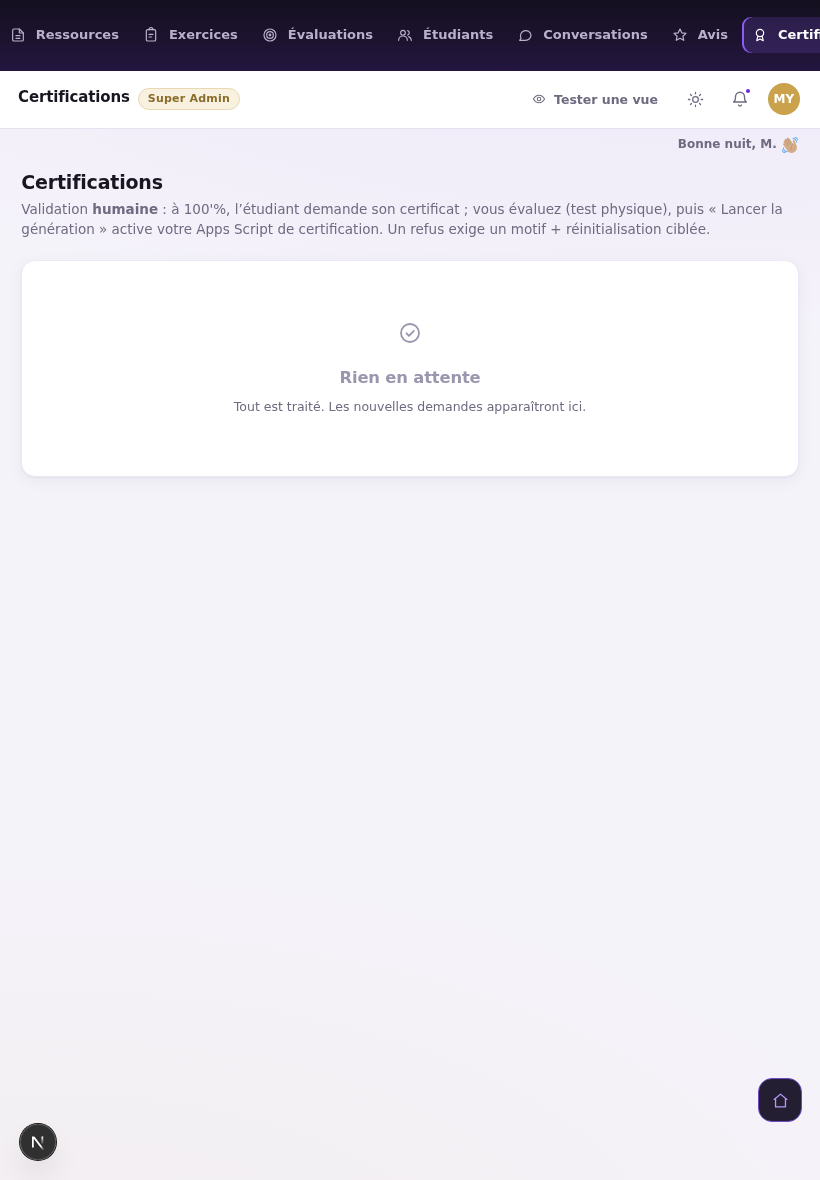 Ressources Exercices Évaluations Étudiants Conversations Avis Certif
Certifications Super Admin Tester une vue MY
Bonne nuit, M.
Certifications
Validation humaine : à 100'%, l’étudiant demande son certificat ; vous évaluez (test physique), puis « Lancer la
génération » active votre Apps Script de certification. Un refus exige un motif + réinitialisation ciblée.
Rien en attente
Tout est traité. Les nouvelles demandes apparaîtront ici.
N